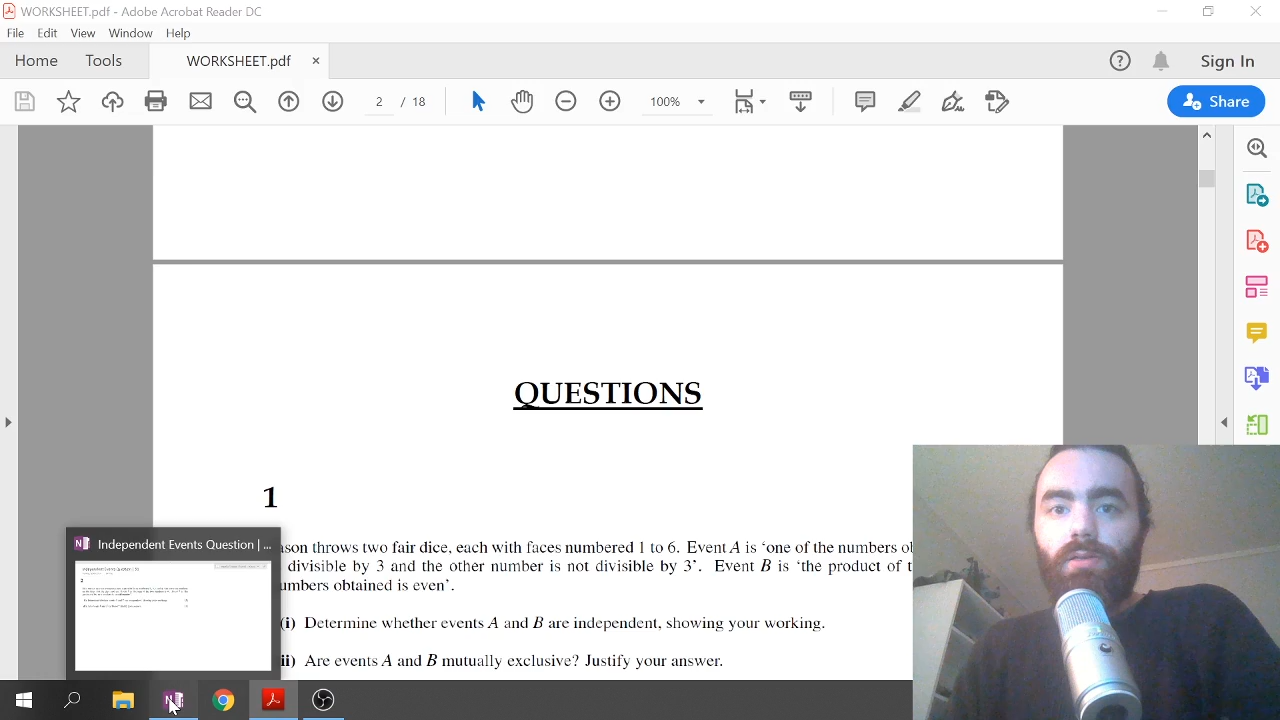 WORKSHEET.pdf - Adobe Acrobat Reader DC
File Edit View Window Help
Home Tools WORKSHEET.pdf × Sign In
2 / 18 100% Share
QUESTIONS
1
ason throws two fair dice, each with faces numbered 1 to 6. Event A is ‘one of the numbers ob
divisible by 3 and the other number is not divisible by 3’. Event B is ‘the product of t
umbers obtained is even’.
(i) Determine whether events A and B are independent, showing your working.
ii) Are events A and B mutually exclusive? Justify your answer.
Independent Events Question | ...